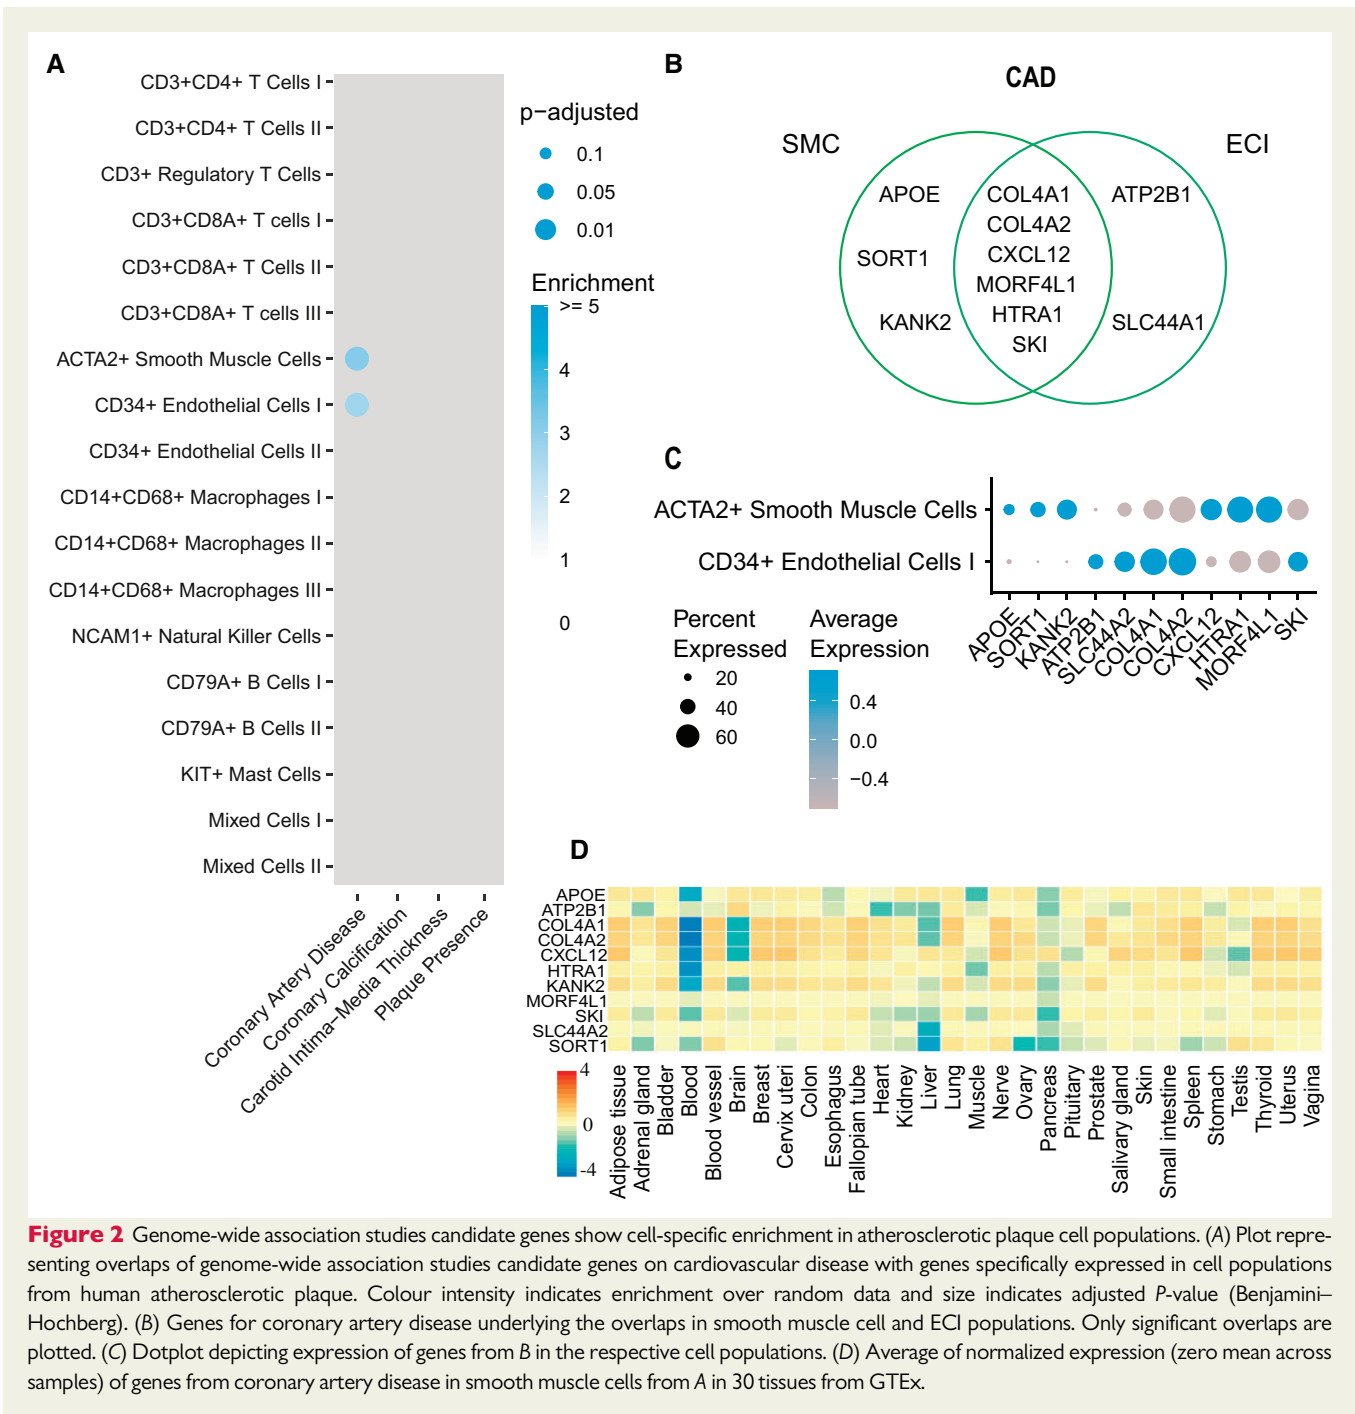 A
CD3+CD4+ T Cells I
CD3+CD4+ T Cells II
CD3+ Regulatory T Cells
CD3+CD8A+ T cells I
CD3+CD8A+ T Cells II
CD3+CD8A+ T cells III
ACTA2+ Smooth Muscle Cells
CD34+ Endothelial Cells I
CD34+ Endothelial Cells II
CD14+CD68+ Macrophages I
CD14+CD68+ Macrophages II
CD14+CD68+ Macrophages III
NCAM1+ Natural Killer Cells
CD79A+ B Cells I
CD79A+ B Cells II
KIT+ Mast Cells
Mixed Cells I
Mixed Cells II
Coronary Artery Disease
Coronary Calcification
Carotid Intima−Media Thickness
Plaque Presence
p−adjusted
0.1
0.05
0.01
Enrichment
>= 5
4
3
2
1
0
B
CAD
SMC
ECI
APOE
SORT1
KANK2
COL4A1
COL4A2
CXCL12
MORF4L1
HTRA1
SKI
ATP2B1
SLC44A1
C
ACTA2+ Smooth Muscle Cells
CD34+ Endothelial Cells I
APOE
SORT1
KANK2
ATP2B1
SLC44A2
COL4A1
COL4A2
CXCL12
HTRA1
MORF4L1
SKI
Percent
Expressed
20
40
60
Average
Expression
0.4
0.0
−0.4
D
APOE
ATP2B1
COL4A1
COL4A2
CXCL12
HTRA1
KANK2
MORF4L1
SKI
SLC44A2
SORT1
4
0
-4
Adipose tissue
Adrenal gland
Bladder
Blood
Blood vessel
Brain
Breast
Cervix uteri
Colon
Esophagus
Fallopian tube
Heart
Kidney
Liver
Lung
Muscle
Nerve
Ovary
Pancreas
Pituitary
Prostate
Salivary gland
Skin
Small intestine
Spleen
Stomach
Testis
Thyroid
Uterus
Vagina
Figure 2 Genome-wide association studies candidate genes show cell-specific enrichment in atherosclerotic plaque cell populations. (A) Plot repre-
senting overlaps of genome-wide association studies candidate genes on cardiovascular disease with genes specifically expressed in cell populations
from human atherosclerotic plaque. Colour intensity indicates enrichment over random data and size indicates adjusted P-value (Benjamini–
Hochberg). (B) Genes for coronary artery disease underlying the overlaps in smooth muscle cell and ECI populations. Only significant overlaps are
plotted. (C) Dotplot depicting expression of genes from B in the respective cell populations. (D) Average of normalized expression (zero mean across
samples) of genes from coronary artery disease in smooth muscle cells from A in 30 tissues from GTEx.